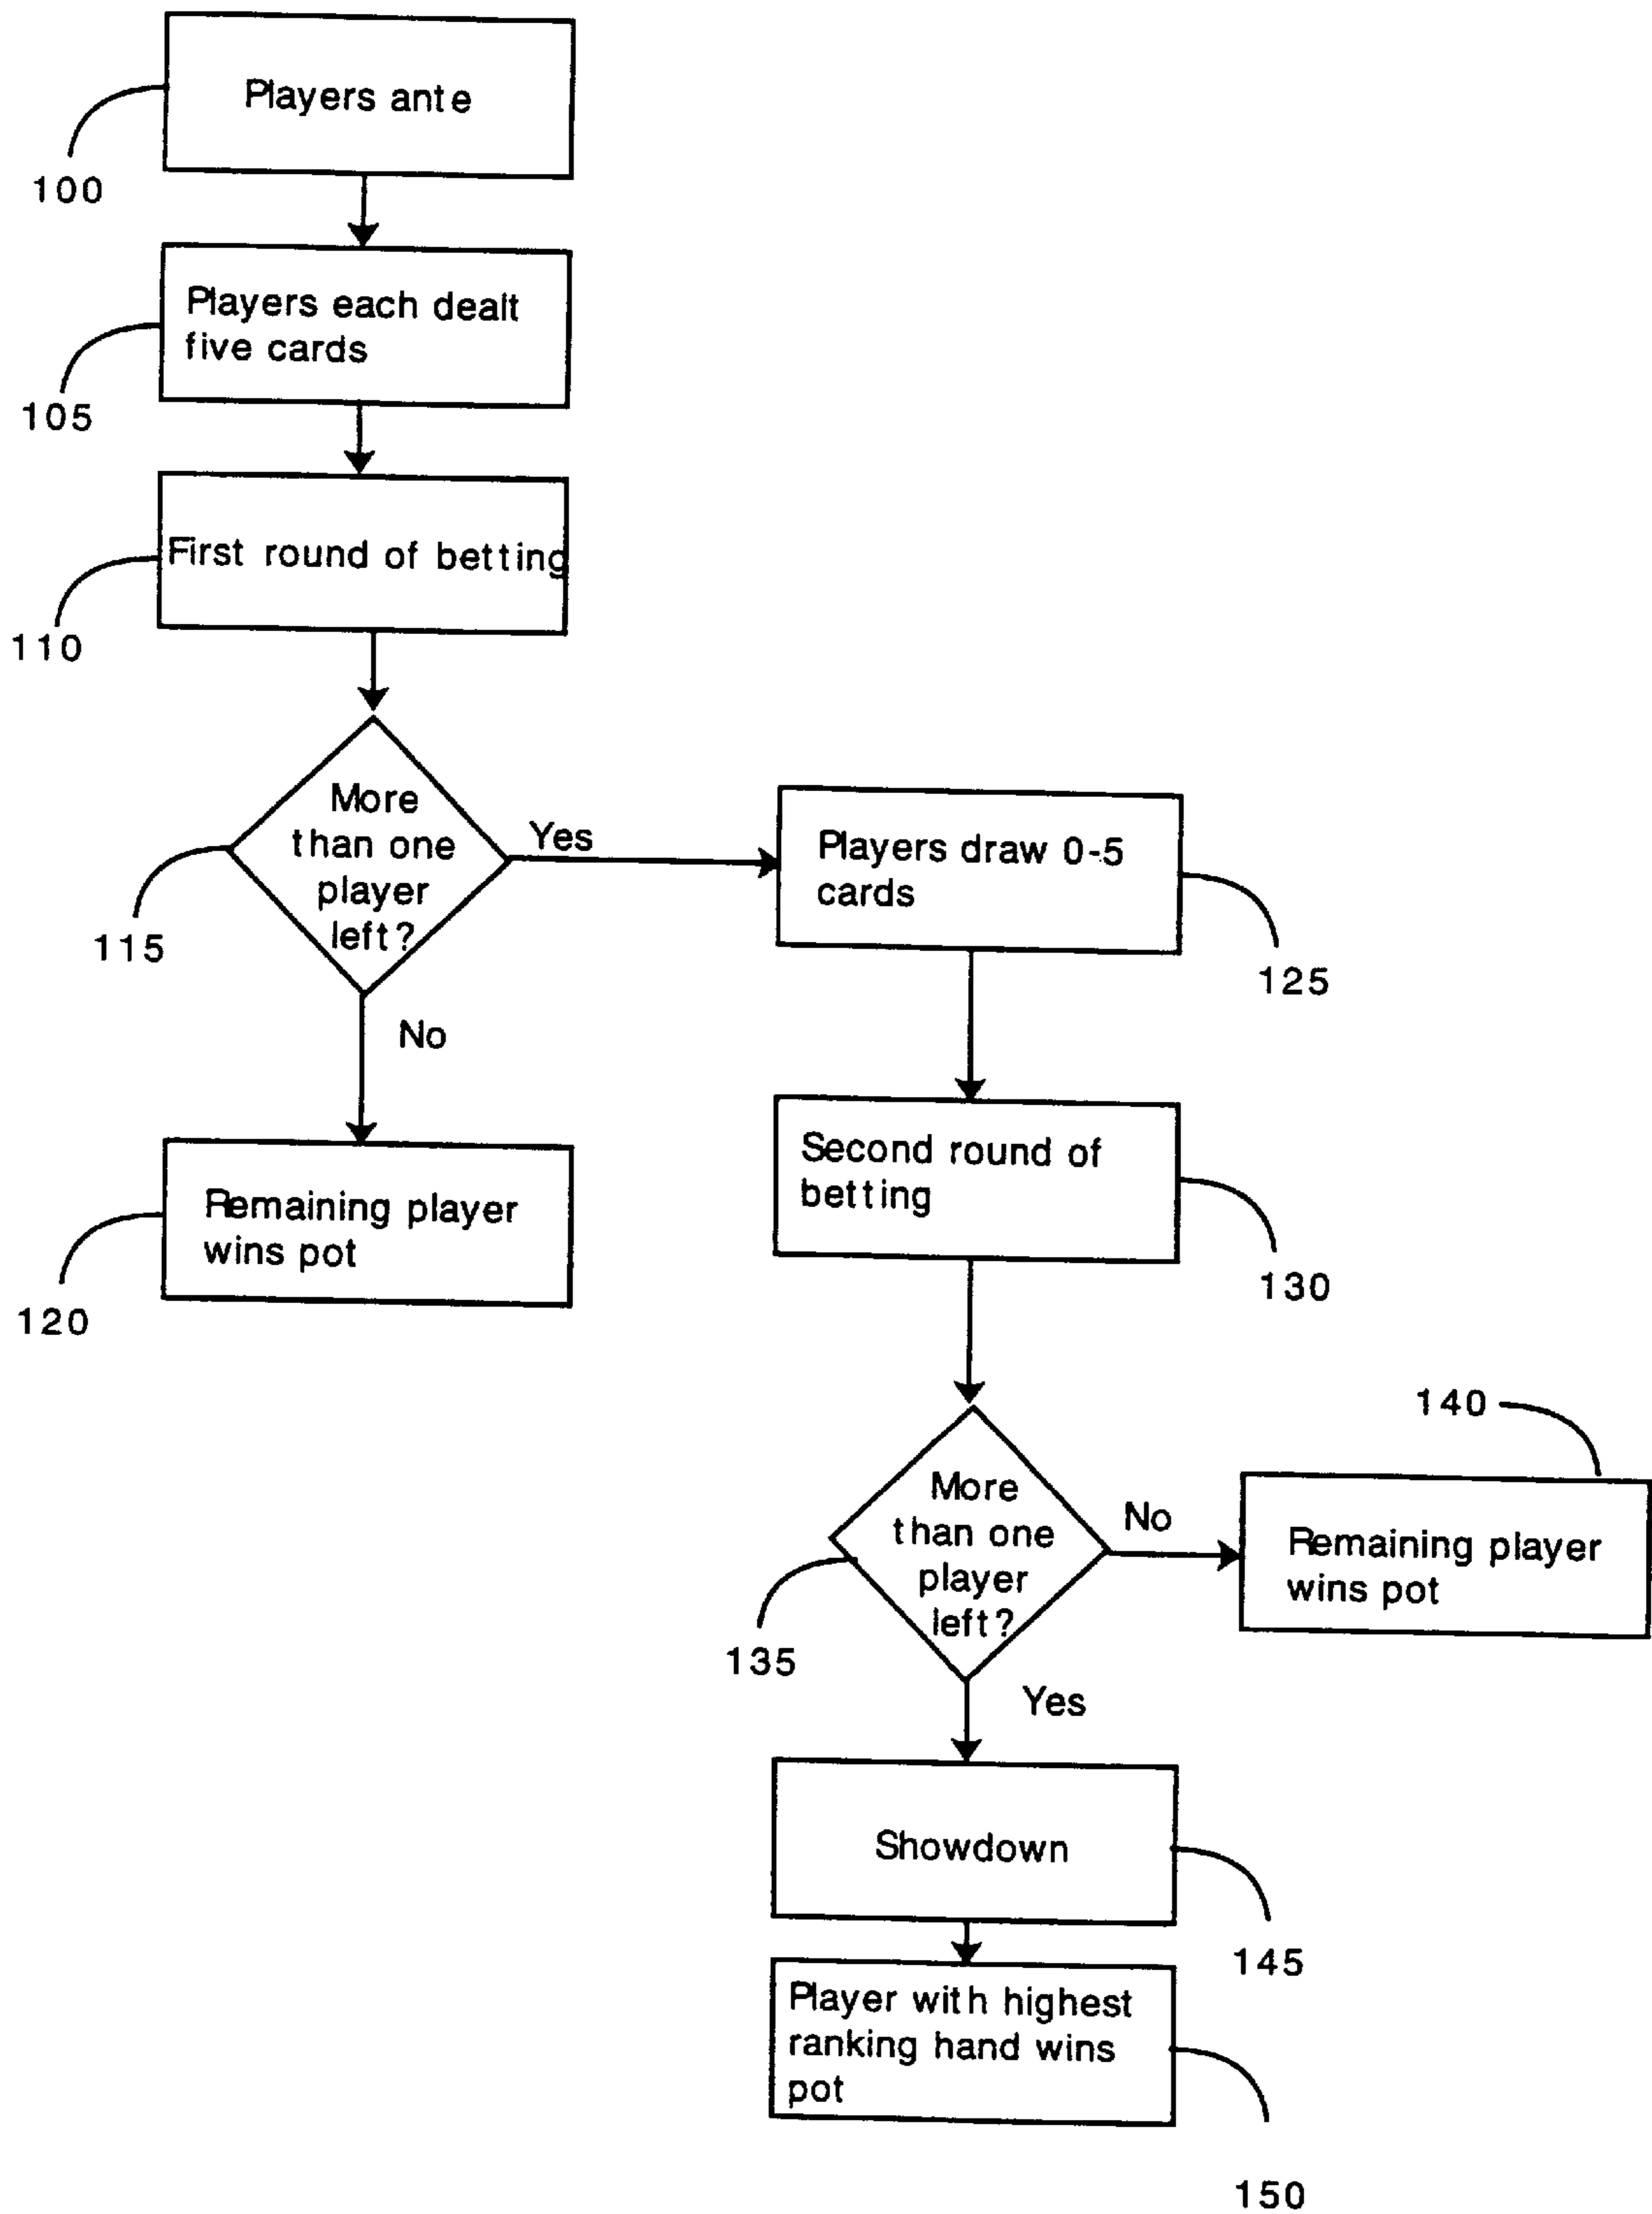 Players ante
100
Players each dealt
five cards
105
First round of betting
110
More
than one
player
left?
115
Yes
No
Remaining player
wins pot
120
Players draw 0-5
cards
125
Second round of
betting
130
More
than one
player
left?
135
No
140
Remaining player
wins pot
Yes
Showdown
145
Player with highest
ranking hand wins
pot
150